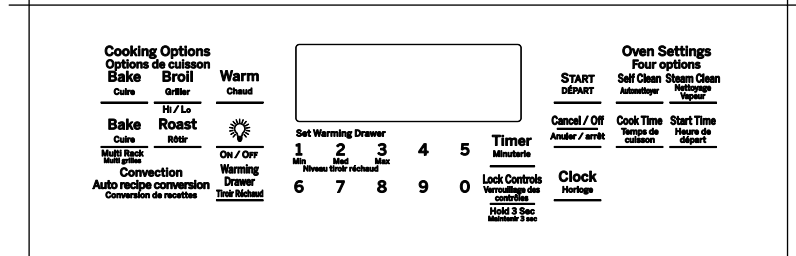 Cooking Options
Options de cuisson
Bake
Cuire
Broil
Griller
Hi / Lo
Warm
Chaud
Bake
Cuire
Multi Rack
Multi grilles
Roast
Rôtir
ON / OFF
Convection
Auto recipe conversion
Conversion de recettes
Warming
Drawer
Tiroir Réchaud
Set Warming Drawer
1 2 3 4 5
Min Med Max
Niveau tiroir réchaud
6 7 8 9 0
Timer
Minuterie
Lock Controls
Verrouillage des
contrôles
Hold 3 Sec
Maintenir 3 sec
START
DÉPART
Cancel / Off
Anuler / arrêt
Clock
Horloge
Oven Settings
Four options
Self Clean
Autonettoyer
Steam Clean
Nettoyage
Vapeur
Cook Time
Temps de
cuisson
Start Time
Heure de
départ